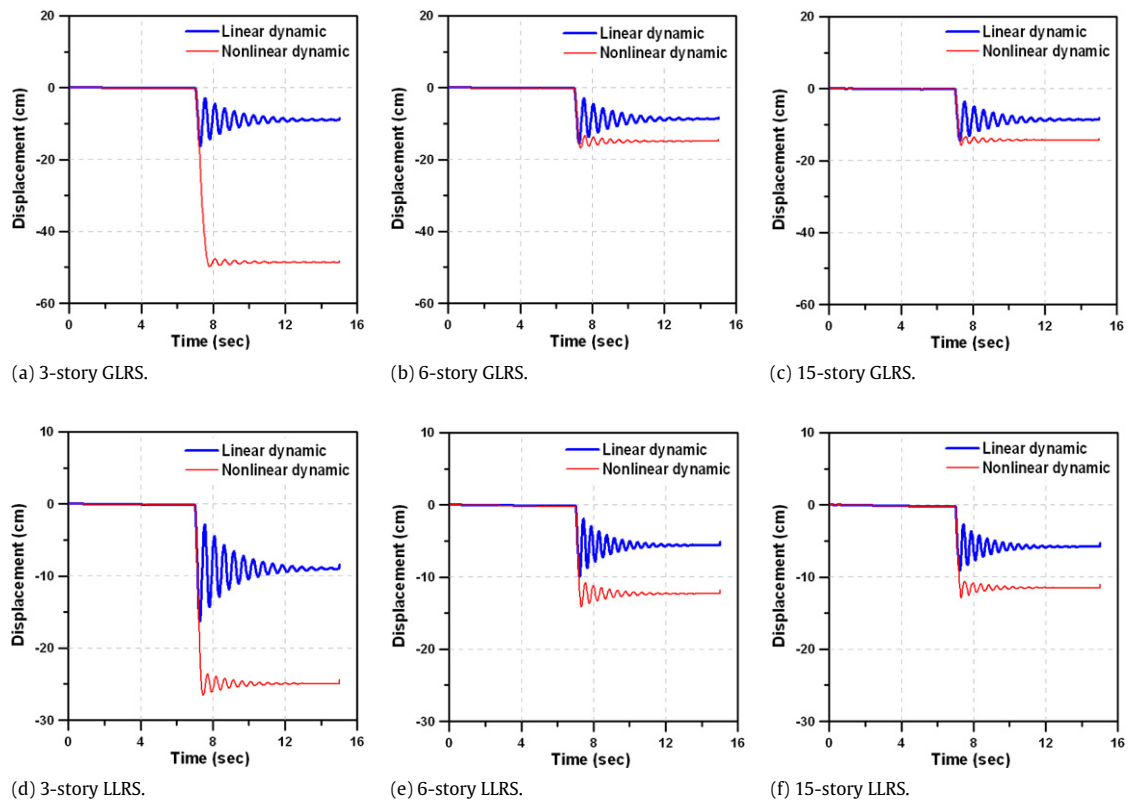 20
0
-20
-40
-60
Displacement (cm)
Linear dynamic
Nonlinear dynamic
0 4 8 12 16
Time (sec)
(a) 3-story GLRS.
20
0
-20
-40
-60
Displacement (cm)
Linear dynamic
Nonlinear dynamic
0 4 8 12 16
Time (sec)
(b) 6-story GLRS.
20
0
-20
-40
-60
Displacement (cm)
Linear dynamic
Nonlinear dynamic
0 4 8 12 16
Time (sec)
(c) 15-story GLRS.
10
0
-10
-20
-30
Displacement (cm)
Linear dynamic
Nonlinear dynamic
0 4 8 12 16
Time (sec)
(d) 3-story LLRS.
10
0
-10
-20
-30
Displacement (cm)
Linear dynamic
Nonlinear dynamic
0 4 8 12 16
Time (sec)
(e) 6-story LLRS.
10
0
-10
-20
-30
Displacement (cm)
Linear dynamic
Nonlinear dynamic
0 4 8 12 16
Time (sec)
(f) 15-story LLRS.